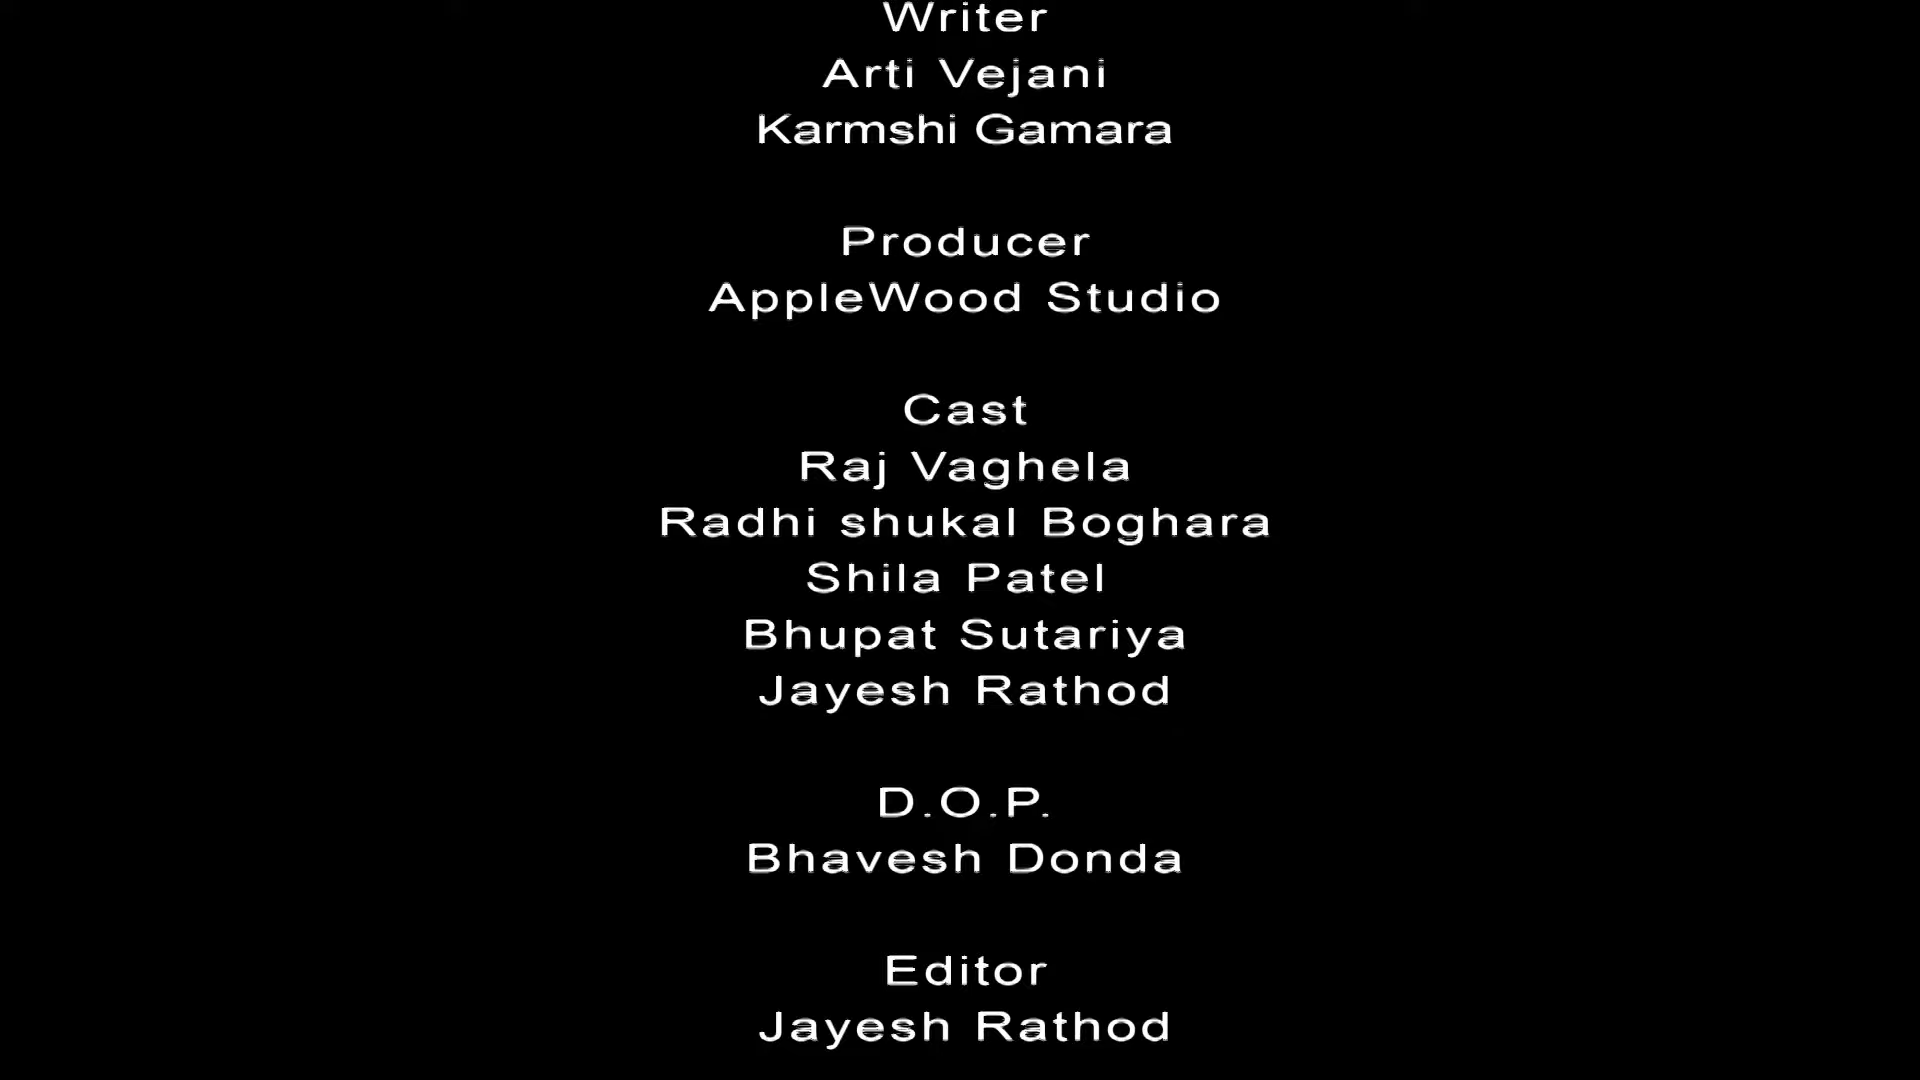 Writer
Arti Vejani
Karmshi Gamara
Producer
AppleWood Studio
Cast
Raj Vaghela
Radhi shukal Boghara
Shila Patel
Bhupat Sutariya
Jayesh Rathod
D.O.P.
Bhavesh Donda
Editor
Jayesh Rathod